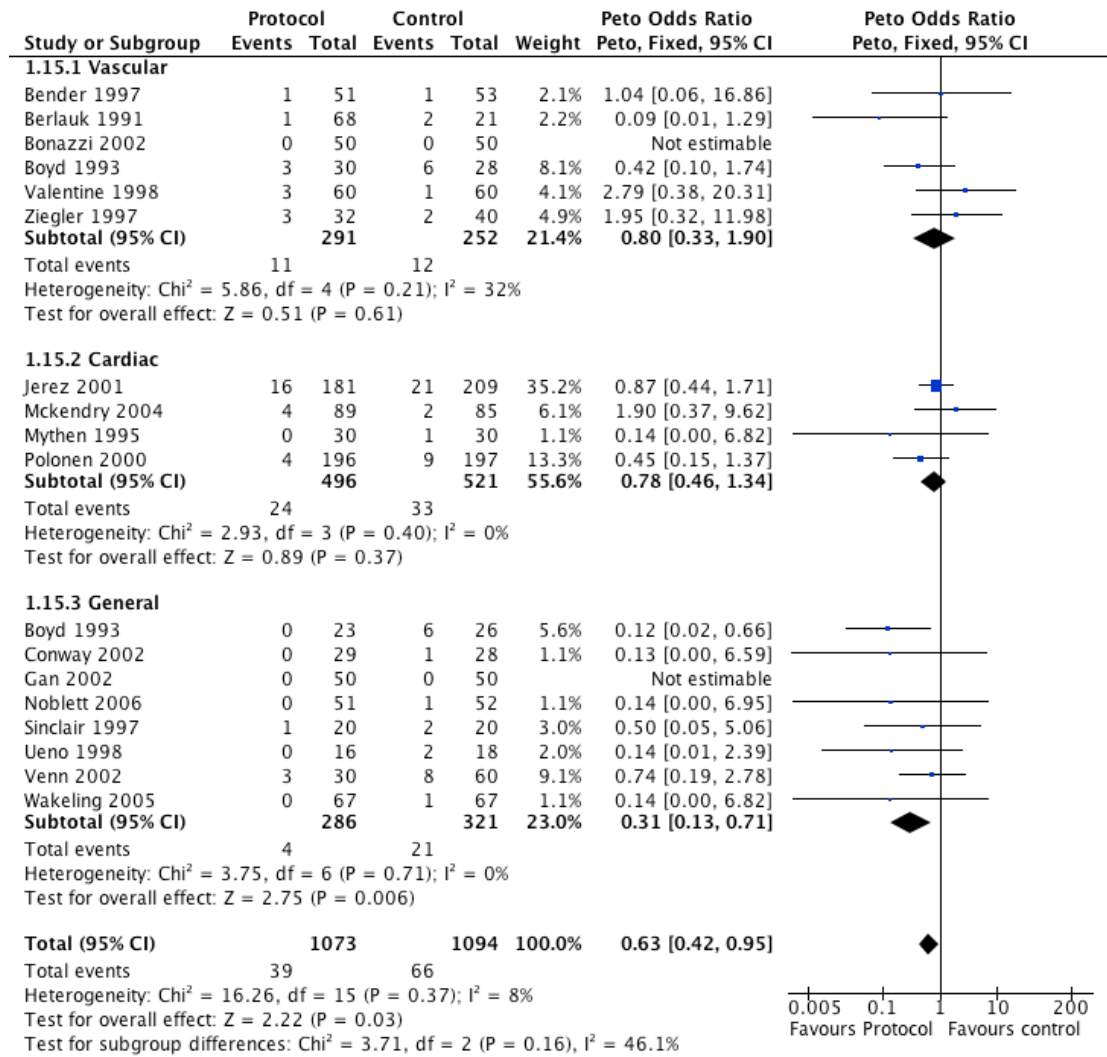 Protocol Control Peto Odds Ratio Peto Odds Ratio
Study or Subgroup Events Total Events Total Weight Peto, Fixed, 95% CI Peto, Fixed, 95% CI
1.15.1 Vascular
Bender 1997 1 51 1 53 2.1% 1.04 [0.06, 16.86]
Berlauk 1991 1 68 2 21 2.2% 0.09 [0.01, 1.29]
Bonazzi 2002 0 50 0 50 Not estimable
Boyd 1993 3 30 6 28 8.1% 0.42 [0.10, 1.74]
Valentine 1998 3 60 1 60 4.1% 2.79 [0.38, 20.31]
Ziegler 1997 3 32 2 40 4.9% 1.95 [0.32, 11.98]
Subtotal (95% CI) 291 252 21.4% 0.80 [0.33, 1.90]
Total events 11 12
Heterogeneity: Chi² = 5.86, df = 4 (P = 0.21); I² = 32%
Test for overall effect: Z = 0.51 (P = 0.61)
1.15.2 Cardiac
Jerez 2001 16 181 21 209 35.2% 0.87 [0.44, 1.71]
Mckendry 2004 4 89 2 85 6.1% 1.90 [0.37, 9.62]
Mythen 1995 0 30 1 30 1.1% 0.14 [0.00, 6.82]
Polonen 2000 4 196 9 197 13.3% 0.45 [0.15, 1.37]
Subtotal (95% CI) 496 521 55.6% 0.78 [0.46, 1.34]
Total events 24 33
Heterogeneity: Chi² = 2.93, df = 3 (P = 0.40); I² = 0%
Test for overall effect: Z = 0.89 (P = 0.37)
1.15.3 General
Boyd 1993 0 23 6 26 5.6% 0.12 [0.02, 0.66]
Conway 2002 0 29 1 28 1.1% 0.13 [0.00, 6.59]
Gan 2002 0 50 0 50 Not estimable
Noblett 2006 0 51 1 52 1.1% 0.14 [0.00, 6.95]
Sinclair 1997 1 20 2 20 3.0% 0.50 [0.05, 5.06]
Ueno 1998 0 16 2 18 2.0% 0.14 [0.01, 2.39]
Venn 2002 3 30 8 60 9.1% 0.74 [0.19, 2.78]
Wakeling 2005 0 67 1 67 1.1% 0.14 [0.00, 6.82]
Subtotal (95% CI) 286 321 23.0% 0.31 [0.13, 0.71]
Total events 4 21
Heterogeneity: Chi² = 3.75, df = 6 (P = 0.71); I² = 0%
Test for overall effect: Z = 2.75 (P = 0.006)
Total (95% CI) 1073 1094 100.0% 0.63 [0.42, 0.95]
Total events 39 66
Heterogeneity: Chi² = 16.26, df = 15 (P = 0.37); I² = 8%
Test for overall effect: Z = 2.22 (P = 0.03)
Test for subgroup differences: Chi² = 3.71, df = 2 (P = 0.16), I² = 46.1%
0.005 0.1 1 10 200
Favours Protocol Favours control